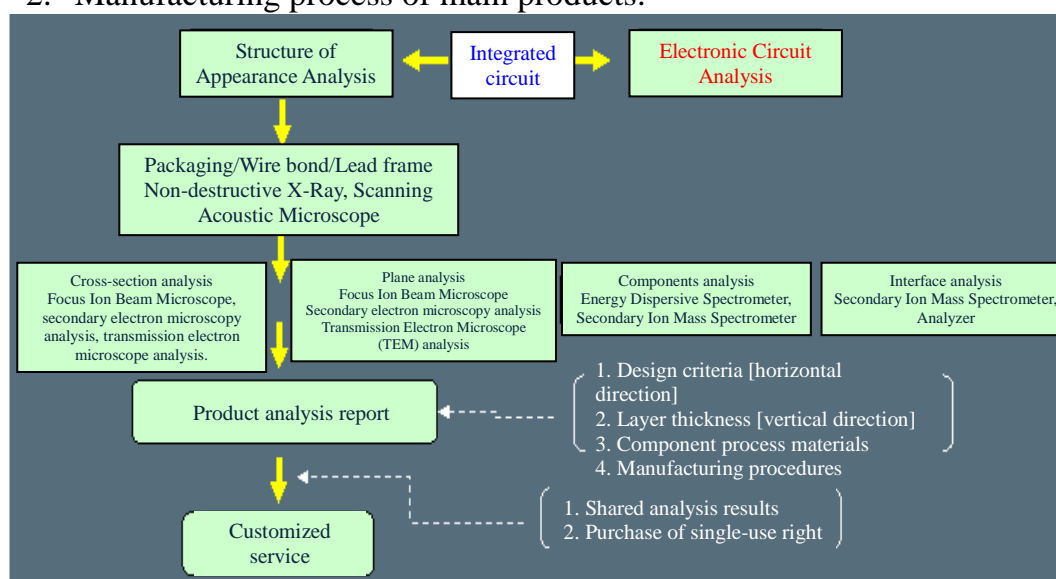 2. Manufacturing process of main products:
Structure of
Appearance Analysis
Integrated
circuit
Electronic Circuit
Analysis
Packaging/Wire bond/Lead frame
Non-destructive X-Ray, Scanning
Acoustic Microscope
Cross-section analysis
Focus Ion Beam Microscope,
secondary electron microscopy
analysis, transmission electron
microscope analysis.
Plane analysis
Focus Ion Beam Microscope
Secondary electron microscopy analysis
Transmission Electron Microscope
(TEM) analysis
Components analysis
Energy Dispersive Spectrometer,
Secondary Ion Mass Spectrometer
Interface analysis
Secondary Ion Mass Spectrometer,
Analyzer
Product analysis report
1. Design criteria [horizontal
direction]
2. Layer thickness [vertical direction]
3. Component process materials
4. Manufacturing procedures
1. Shared analysis results
2. Purchase of single-use right
Customized
service